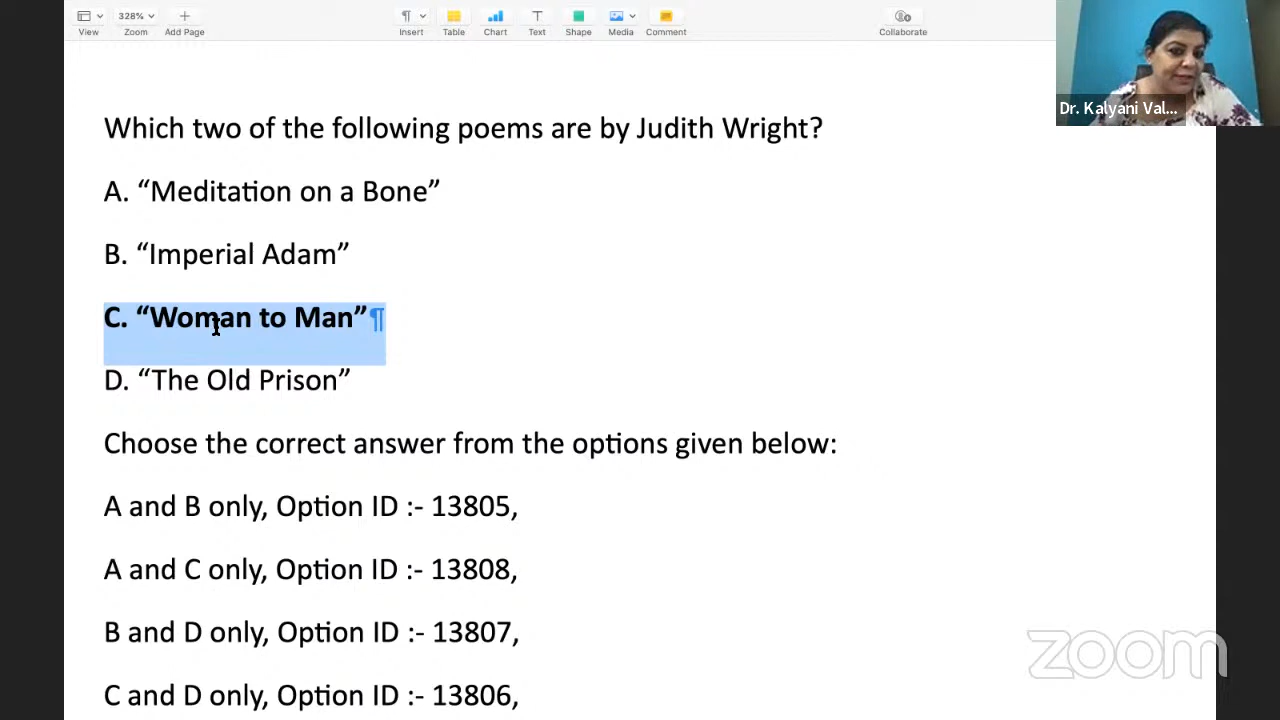 328%
View
Zoom
Add Page
Insert
Table
Chart
Text
Shape
Media
Comment
Collaborate
Dr. Kalyani Val...
Which two of the following poems are by Judith Wright?
A. “Meditation on a Bone”
B. “Imperial Adam”
C. “Woman to Man”¶
D. “The Old Prison”
Choose the correct answer from the options given below:
A and B only, Option ID :- 13805,
A and C only, Option ID :- 13808,
B and D only, Option ID :- 13807,
C and D only, Option ID :- 13806,
zoom